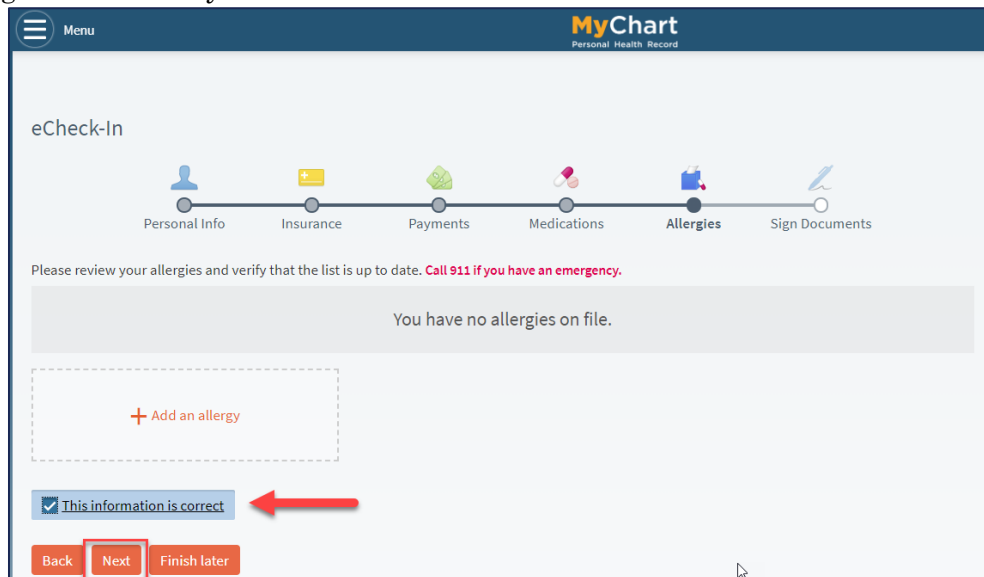 Menu
MyChart
Personal Health Record
eCheck-In
Personal Info Insurance Payments Medications Allergies Sign Documents
Please review your allergies and verify that the list is up to date. Call 911 if you have an emergency.
You have no allergies on file.
+ Add an allergy
This information is correct
Back Next Finish later